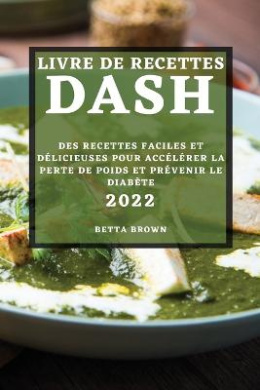 LIVRE DE RECETTES
DASH
DES RECETTES FACILES ET
DÉLICIEUSES POUR ACCÉLÉRER LA
PERTE DE POIDS ET PRÉVENIR LE
DIABÈTE
2022
BETTA BROWN